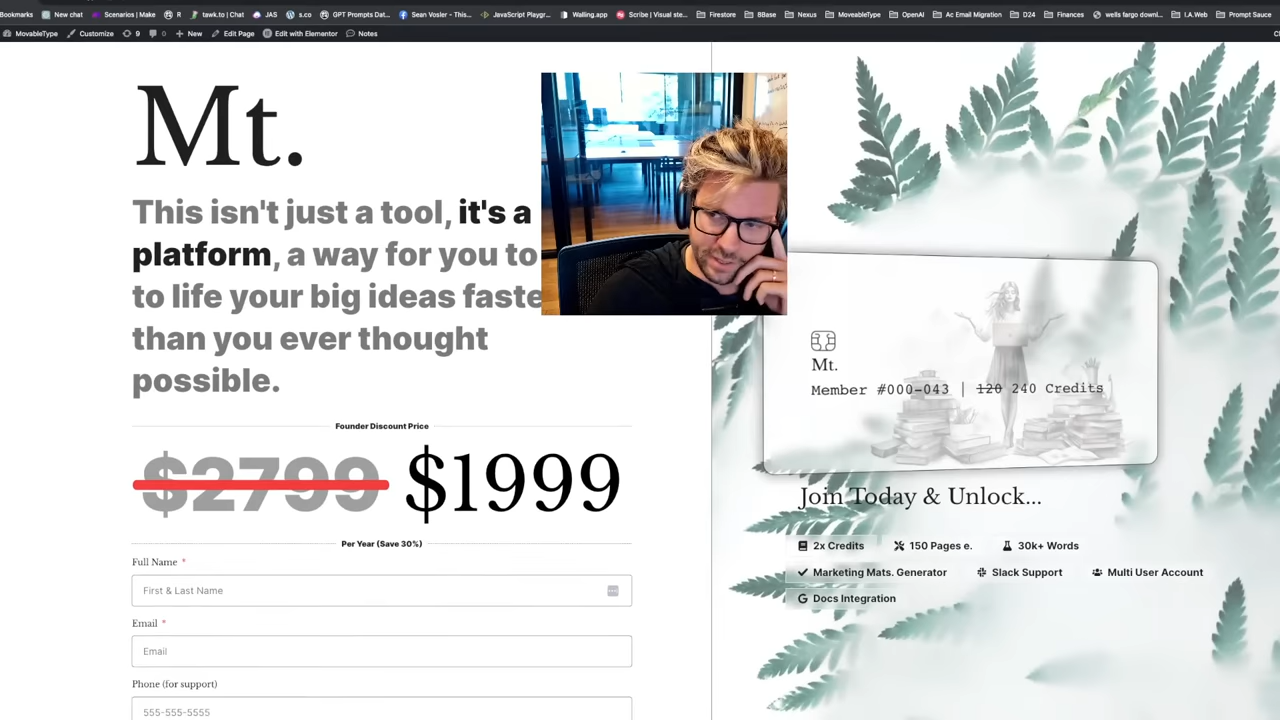 Bookmarks
New chat
Scenarios | Make
R
tawk.to | Chat
JAS
s.co
GPT Prompts Dat...
Sean Vosler - This...
JavaScript Playgr...
Walling.app
Scribe | Visual ste...
Firestore
BBase
Nexus
MoveableType
OpenAI
Ac Email Migration
D24
Finances
wells fargo downl...
I.A.Web
Prompt Sauce
MovableType
Customize
9
0
New
Edit Page
Edit with Elementor
Notes
Mt.
This isn't just a tool, it's a
platform, a way for you to
to life your big ideas faste
than you ever thought
possible.
Founder Discount Price
$2799 $1999
Per Year (Save 30%)
Full Name *
First & Last Name
Email *
Email
Phone (for support)
555-555-5555
Mt.
Member #000-043 | 120 240 Credits
Join Today & Unlock...
2x Credits
150 Pages e.
30k+ Words
Marketing Mats. Generator
Slack Support
Multi User Account
Docs Integration